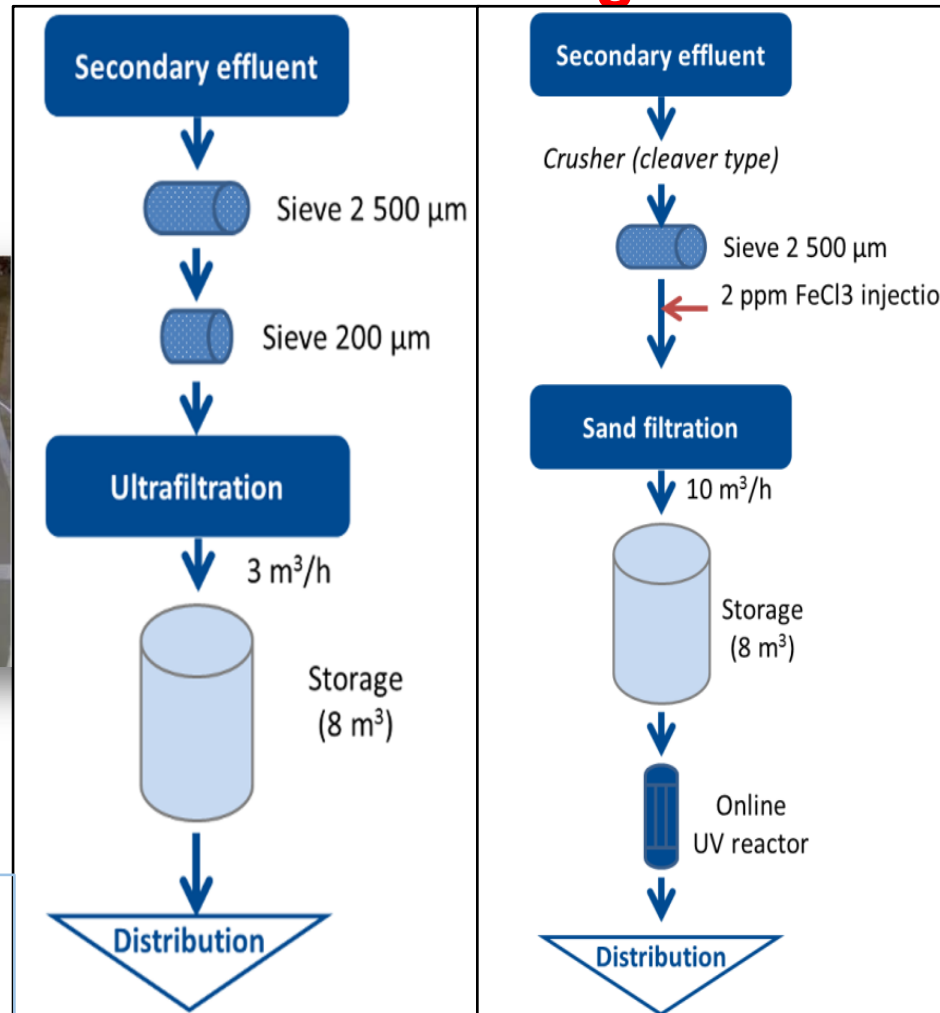 Secondary effluent
Sieve 2 500 µm
Sieve 200 µm
Ultrafiltration
3 m³/h
Storage
(8 m³)
Distribution
Secondary effluent
Crusher (cleaver type)
Sieve 2 500 µm
2 ppm FeCl3 injectio
Sand filtration
10 m³/h
Storage
(8 m³)
Online
UV reactor
Distribution